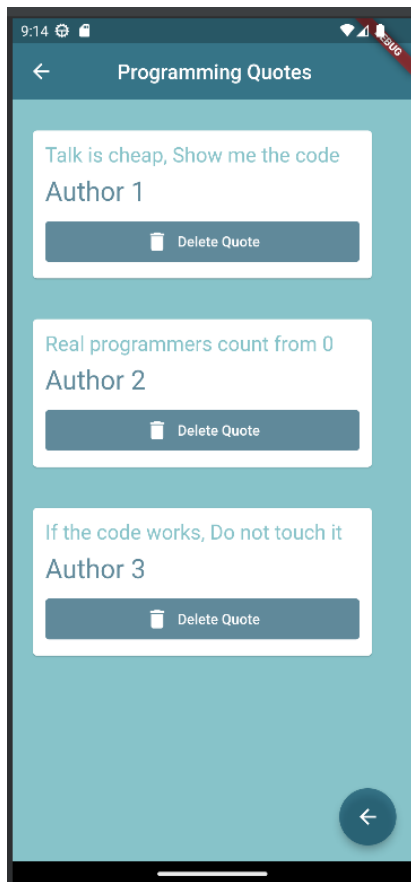 9:14
DEBUG
Programming Quotes
Talk is cheap, Show me the code
Author 1
Delete Quote
Real programmers count from 0
Author 2
Delete Quote
If the code works, Do not touch it
Author 3
Delete Quote